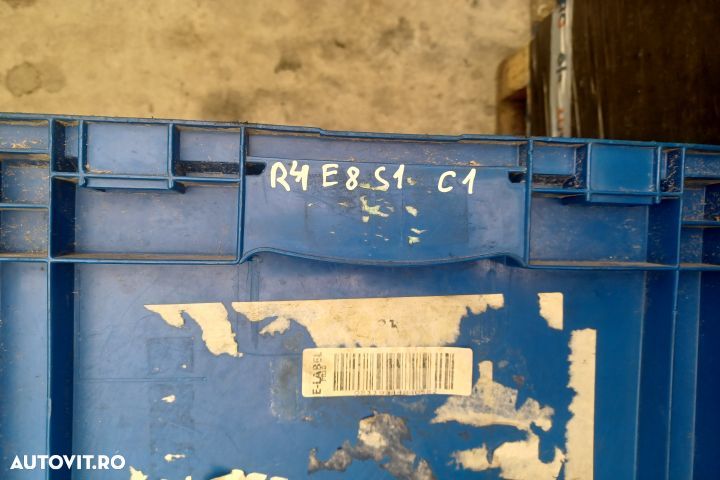 R4 E8 S1 C1
E-LABEL
AUTOVIT.RO